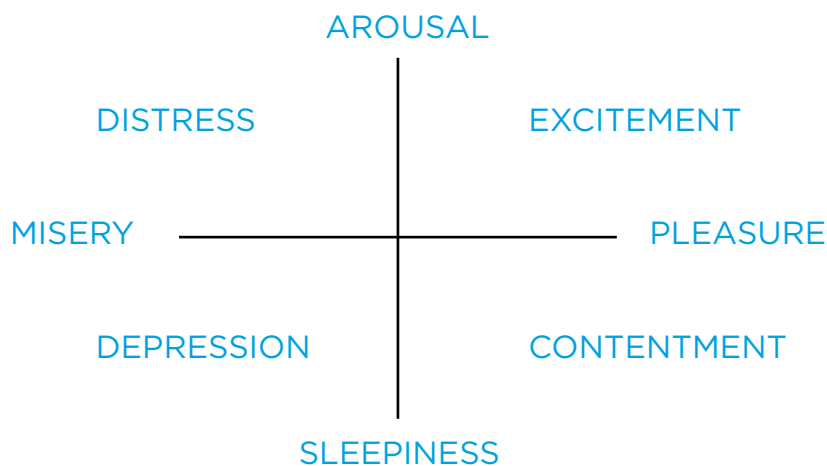 AROUSAL
DISTRESS EXCITEMENT
MISERY PLEASURE
DEPRESSION CONTENTMENT
SLEEPINESS